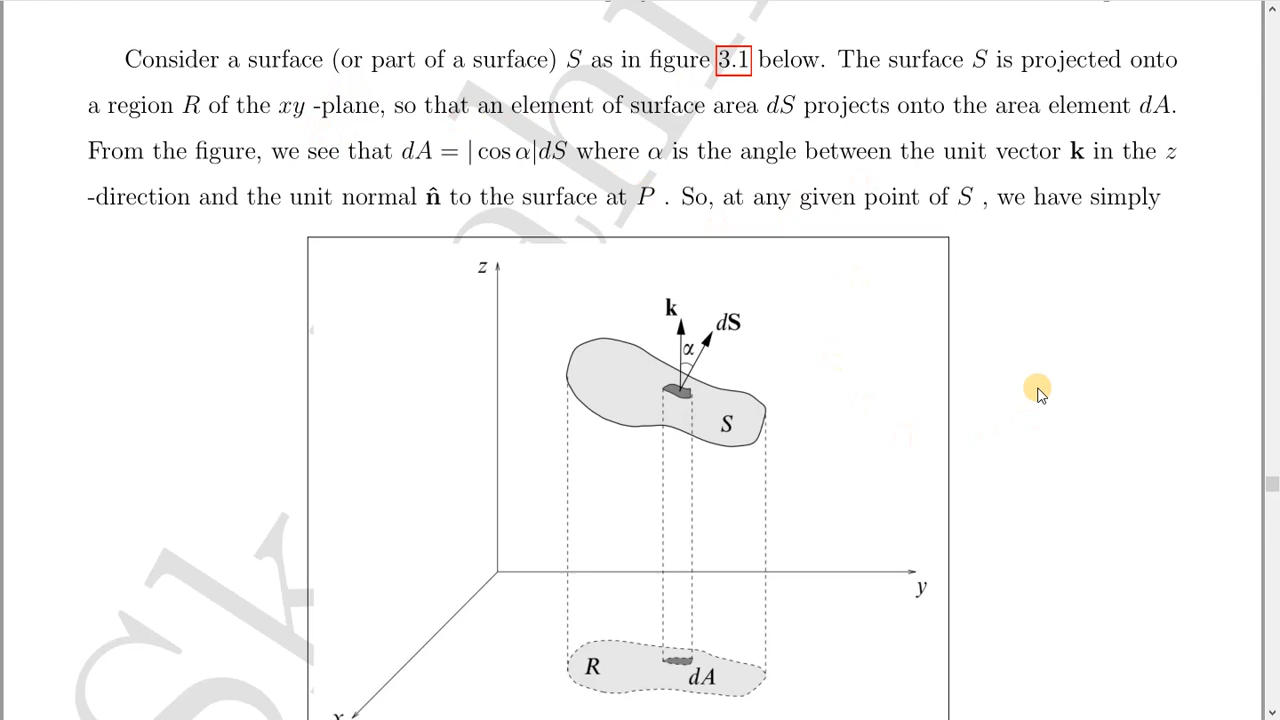 Consider a surface (or part of a surface) S as in figure 3.1 below. The surface S is projected onto
a region R of the xy -plane, so that an element of surface area dS projects onto the area element dA.
From the figure, we see that dA = | cos α|dS where α is the angle between the unit vector k in the z
-direction and the unit normal n̂ to the surface at P . So, at any given point of S , we have simply
z
k
dS
α
S
y
R
dA
x